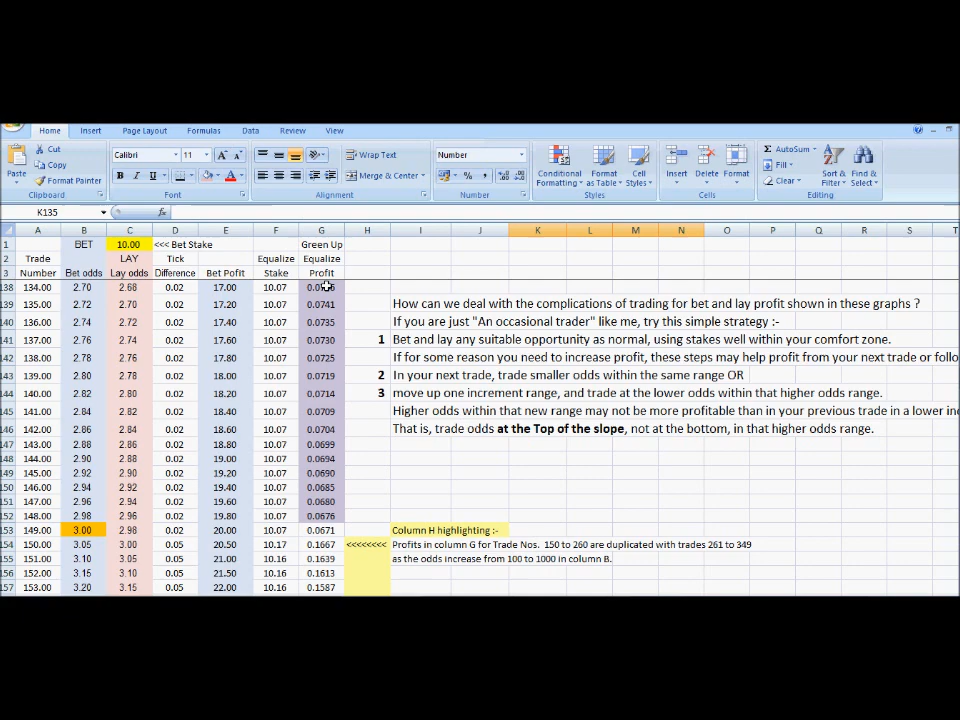 Home Insert Page Layout Formulas Data Review View
Cut
Copy
Format Painter
Paste
Calibri 11
B I U
Wrap Text
Merge & Center
Number
Conditional Formatting
Format as Table
Cell Styles
Insert Delete Format
AutoSum
Fill
Clear
Sort & Filter
Find & Select
Clipboard Font Alignment Number Styles Cells Editing
K135 fx
A B C D E F G H I J K L M N O P Q R S T
1 BET 10.00 <<< Bet Stake Green Up
2 Trade LAY Tick Equalize Equalize
3 Number Bet odds Lay odds Difference Bet Pofit Stake Profit
138 134.00 2.70 2.68 0.02 17.00 10.07
139 135.00 2.72 2.70 0.02 17.20 10.07 0.0741 How can we deal with the complications of trading for bet and lay profit shown in these graphs ?
140 136.00 2.74 2.72 0.02 17.40 10.07 0.0735 If you are just "An occasional trader" like me, try this simple strategy :-
141 137.00 2.76 2.74 0.02 17.60 10.07 0.0730 1 Bet and lay any suitable opportunity as normal, using stakes well within your comfort zone.
142 138.00 2.78 2.76 0.02 17.80 10.07 0.0725 If for some reason you need to increase profit, these steps may help profit from your next trade or follo
143 139.00 2.80 2.78 0.02 18.00 10.07 0.0719 2 In your next trade, trade smaller odds within the same range OR
144 140.00 2.82 2.80 0.02 18.20 10.07 0.0714 3 move up one increment range, and trade at the lower odds within that higher odds range.
145 141.00 2.84 2.82 0.02 18.40 10.07 0.0709 Higher odds within that new range may not be more profitable than in your previous trade in a lower in
146 142.00 2.86 2.84 0.02 18.60 10.07 0.0704 That is, trade odds at the Top of the slope, not at the bottom, in that higher odds range.
147 143.00 2.88 2.86 0.02 18.80 10.07 0.0699
148 144.00 2.90 2.88 0.02 19.00 10.07 0.0694
149 145.00 2.92 2.90 0.02 19.20 10.07 0.0690
150 146.00 2.94 2.92 0.02 19.40 10.07 0.0685
151 147.00 2.96 2.94 0.02 19.60 10.07 0.0680
152 148.00 2.98 2.96 0.02 19.80 10.07 0.0676
153 149.00 3.00 2.98 0.02 20.00 10.07 0.0671 Column H highlighting :-
154 150.00 3.05 3.00 0.05 20.50 10.17 0.1667 <<<<<<<< Profits in column G for Trade Nos. 150 to 260 are duplicated with trades 261 to 349
155 151.00 3.10 3.05 0.05 21.00 10.16 0.1639 as the odds increase from 100 to 1000 in column B.
156 152.00 3.15 3.10 0.05 21.50 10.16 0.1613
157 153.00 3.20 3.15 0.05 22.00 10.16 0.1587